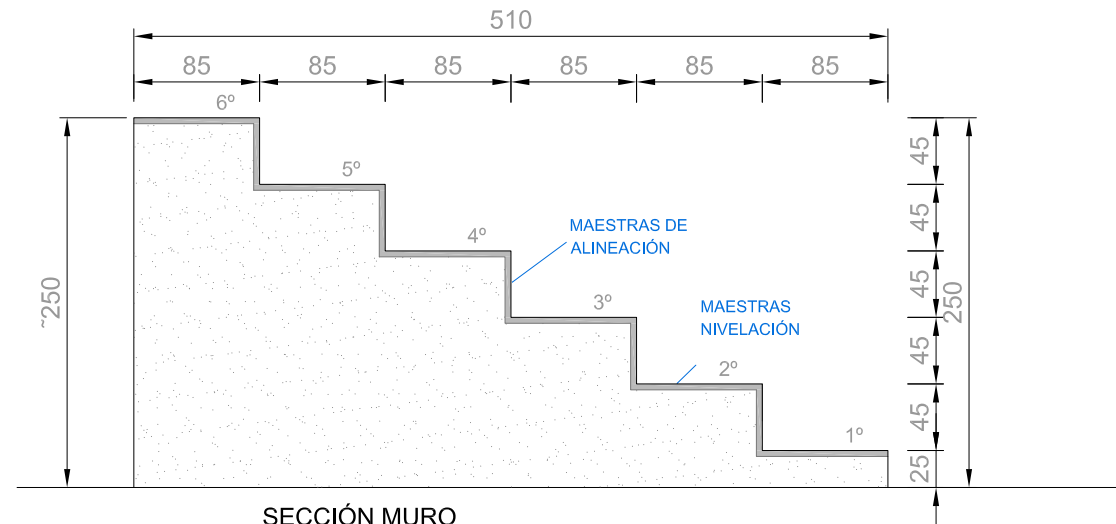 510
85 85 85 85 85 85
6º
45
5º
45
4º
MAESTRAS DE
ALINEACIÓN
45
~250
250
3º
MAESTRAS
NIVELACIÓN
45
2º
45
1º
25
SECCIÓN MURO